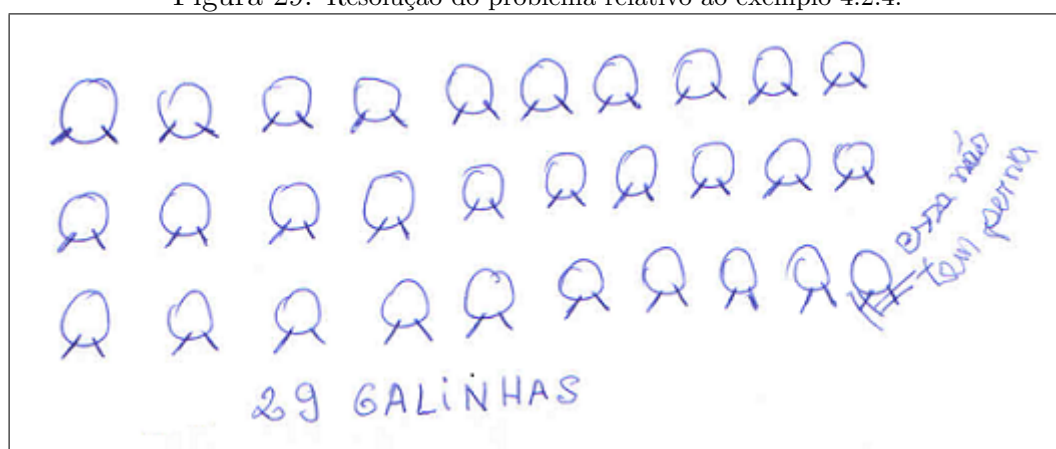 Figura 29: Resolução do problema relativo ao exemplo 4.2.4.
essa não
tem perna
29 GALINHAS